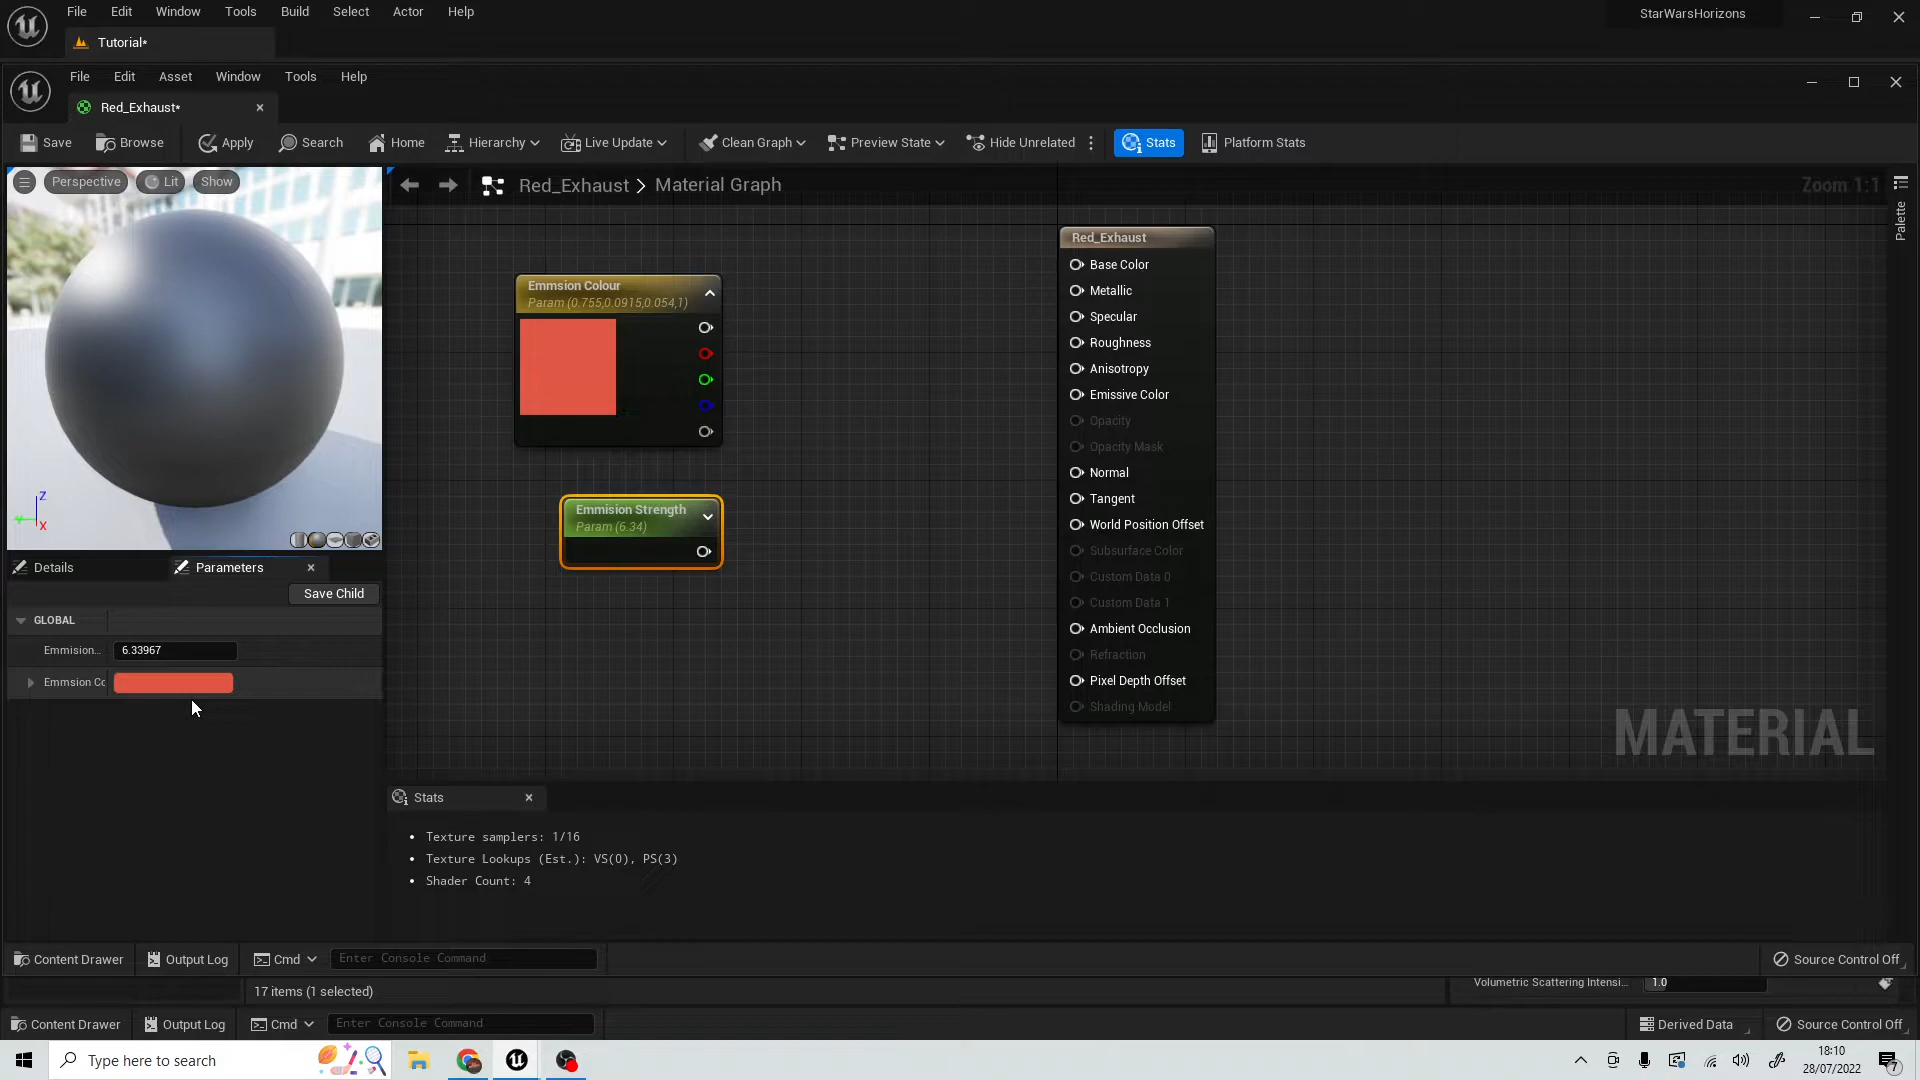 File Edit Window Tools Build Select Actor Help
StarWarsHorizons
Tutorial*
File Edit Asset Window Tools Help
Red_Exhaust*
Save Browse Apply Search Home Hierarchy Live Update Clean Graph Preview State Hide Unrelated Stats Platform Stats
Perspective Lit Show
Red_Exhaust Material Graph
Zoom 1:1
Palette
Emmsion Colour
Param (0.755,0.0915,0.054,1)
Emmision Strength
Param (6.34)
Red_Exhaust
Base Color
Metallic
Specular
Roughness
Anisotropy
Emissive Color
Opacity
Opacity Mask
Normal
Tangent
World Position Offset
Subsurface Color
Custom Data 0
Custom Data 1
Ambient Occlusion
Refraction
Pixel Depth Offset
Shading Model
MATERIAL
Z
Y
X
Details Parameters
Save Child
GLOBAL
Emmision... 6.33967
Emmsion Co
Stats
• Texture samplers: 1/16
• Texture Lookups (Est.): VS(0), PS(3)
• Shader Count: 4
Content Drawer Output Log Cmd Enter Console Command Source Control Off
17 items (1 selected)
Volumetric Scattering Intensi... 1.0
Content Drawer Output Log Cmd Enter Console Command Derived Data Source Control Off
Type here to search
18:10
28/07/2022
7